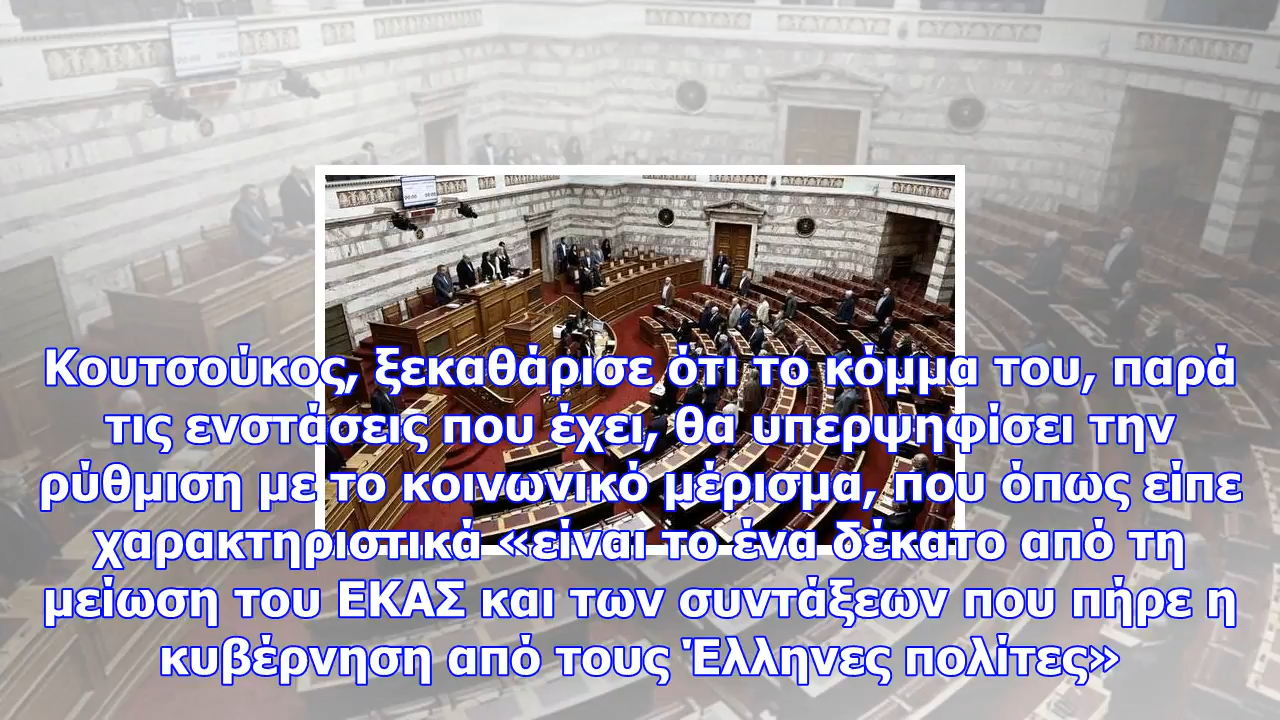 Κουτσούκος, ξεκαθάρισε ότι το κόμμα του, παρά
τις ενστάσεις που έχει, θα υπερψηφίσει την
ρύθμιση με το κοινωνικό μέρισμα, που όπως είπε
χαρακτηριστικά «είναι το ένα δέκατο από τη
μείωση του ΕΚΑΣ και των συντάξεων που πήρε η
κυβέρνηση από τους Έλληνες πολίτες»